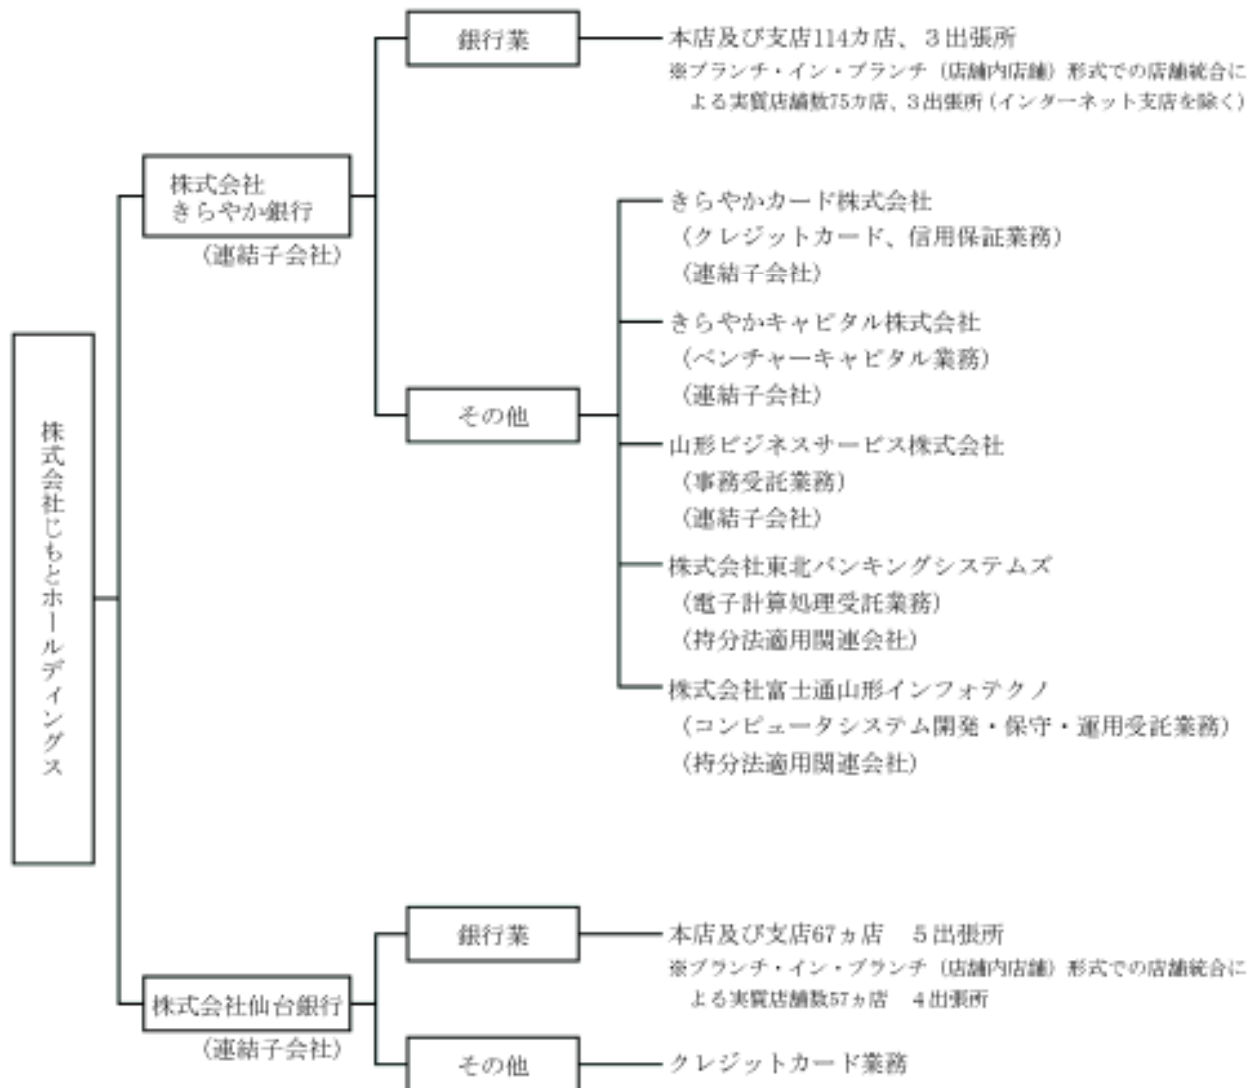 株式会社じもとホールディングス
株式会社
きらやか銀行
(連結子会社)
銀行業
本店及び支店114カ店、３出張所
※ブランチ・イン・ブランチ（店舗内店舗）形式での店舗統合に
よる実質店舗数75カ店、３出張所（インターネット支店を除く）
その他
きらやかカード株式会社
（クレジットカード、信用保証業務）
（連結子会社）
きらやかキャピタル株式会社
（ベンチャーキャピタル業務）
（連結子会社）
山形ビジネスサービス株式会社
（事務受託業務）
（連結子会社）
株式会社東北バンキングシステムズ
（電子計算処理受託業務）
（持分法適用関連会社）
株式会社富士通山形インフォテクノ
（コンピュータシステム開発・保守・運用受託業務）
（持分法適用関連会社）
株式会社仙台銀行
（連結子会社）
銀行業
本店及び支店67ヵ店　５出張所
※ブランチ・イン・ブランチ（店舗内店舗）形式での店舗統合に
よる実質店舗数57ヵ店　４出張所
その他
クレジットカード業務